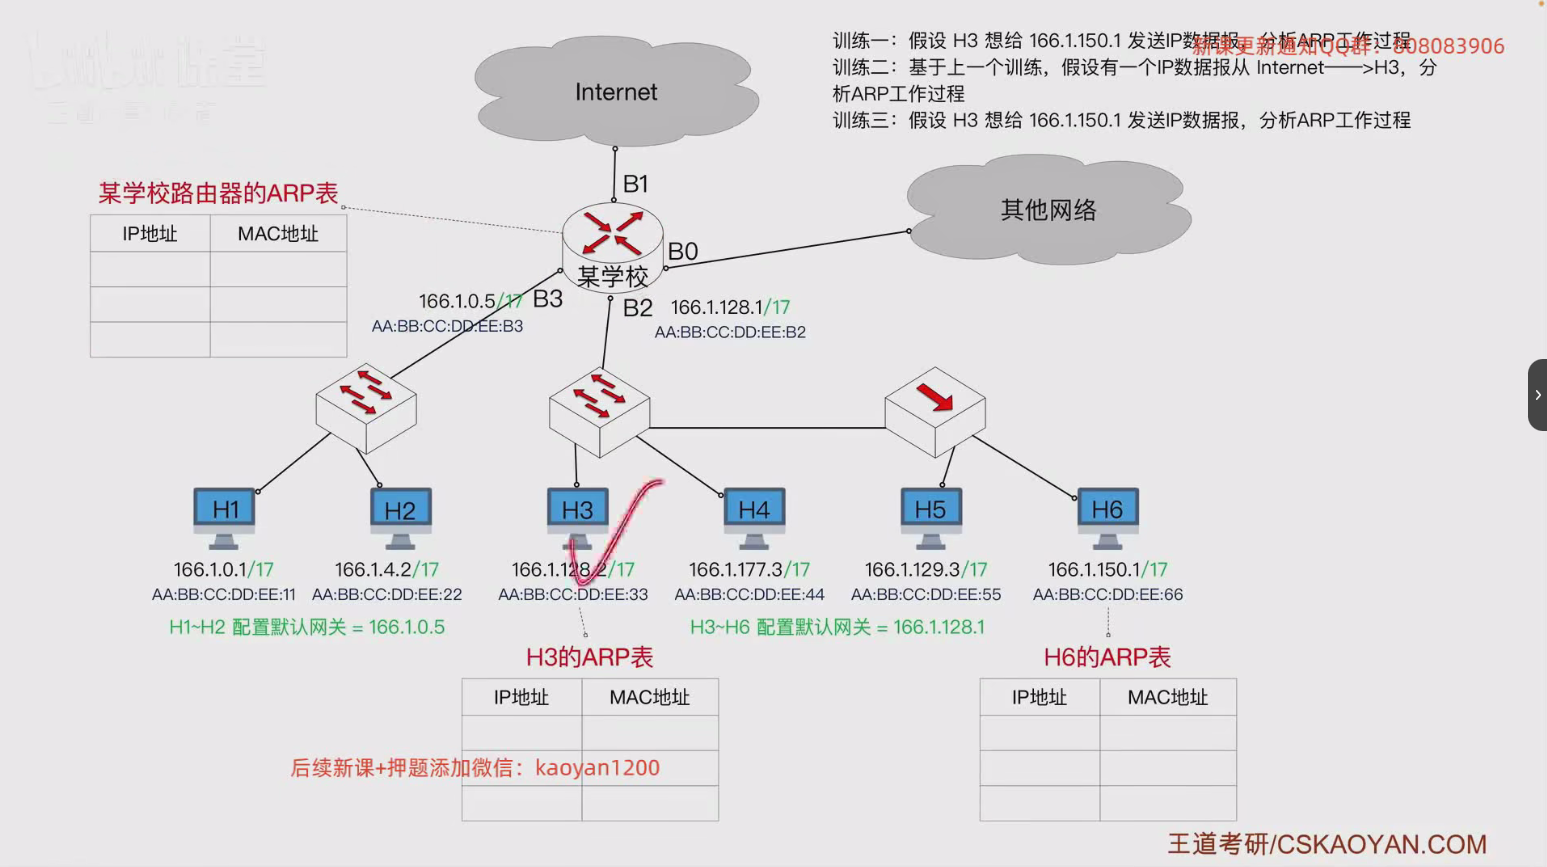 训练一：假设 H3 想给 166.1.150.1 发送IP数据报，分析ARP工作过程
新课更新通知QQ群：808083906
训练二：基于上一个训练，假设有一个IP数据报从 Internet——>H3，分
析ARP工作过程
训练三：假设 H3 想给 166.1.150.1 发送IP数据报，分析ARP工作过程
Internet
B1
其他网络
某学校路由器的ARP表
IP地址 MAC地址
B0
某学校
166.1.0.5/17 B3
AA:BB:CC:DD:EE:B3
B2 166.1.128.1/17
AA:BB:CC:DD:EE:B2
H1 H2 H3 H4 H5 H6
166.1.0.1/17 166.1.4.2/17 166.1.128.2/17 166.1.177.3/17 166.1.129.3/17 166.1.150.1/17
AA:BB:CC:DD:EE:11 AA:BB:CC:DD:EE:22 AA:BB:CC:DD:EE:33 AA:BB:CC:DD:EE:44 AA:BB:CC:DD:EE:55 AA:BB:CC:DD:EE:66
H1~H2 配置默认网关 = 166.1.0.5 H3~H6 配置默认网关 = 166.1.128.1
H3的ARP表 H6的ARP表
IP地址 MAC地址 IP地址 MAC地址
后续新课+押题添加微信：kaoyan1200
王道考研/CSKAOYAN.COM